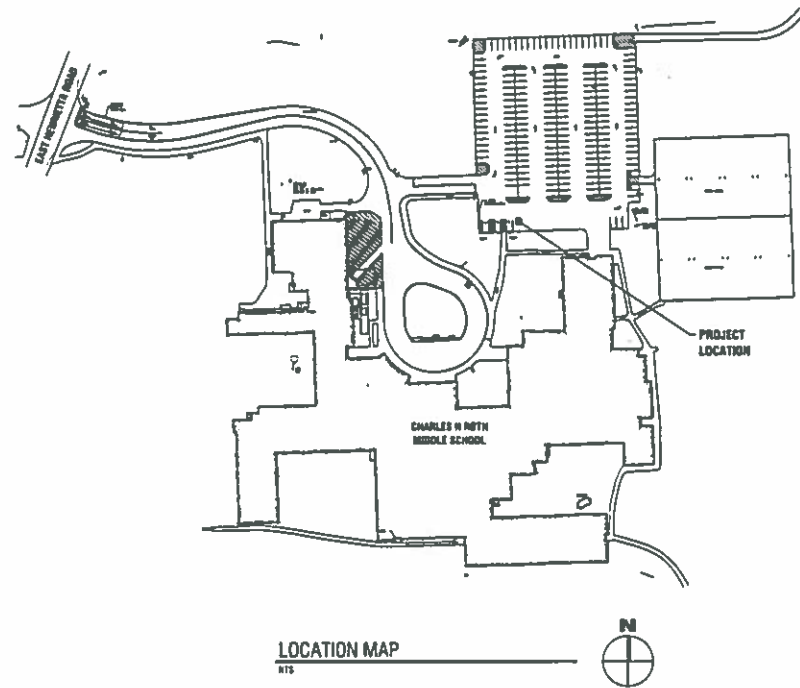 EAST HENRIETTA ROAD
PROJECT
LOCATION
CHARLES H ROTH
MIDDLE SCHOOL
N
LOCATION MAP
NTS